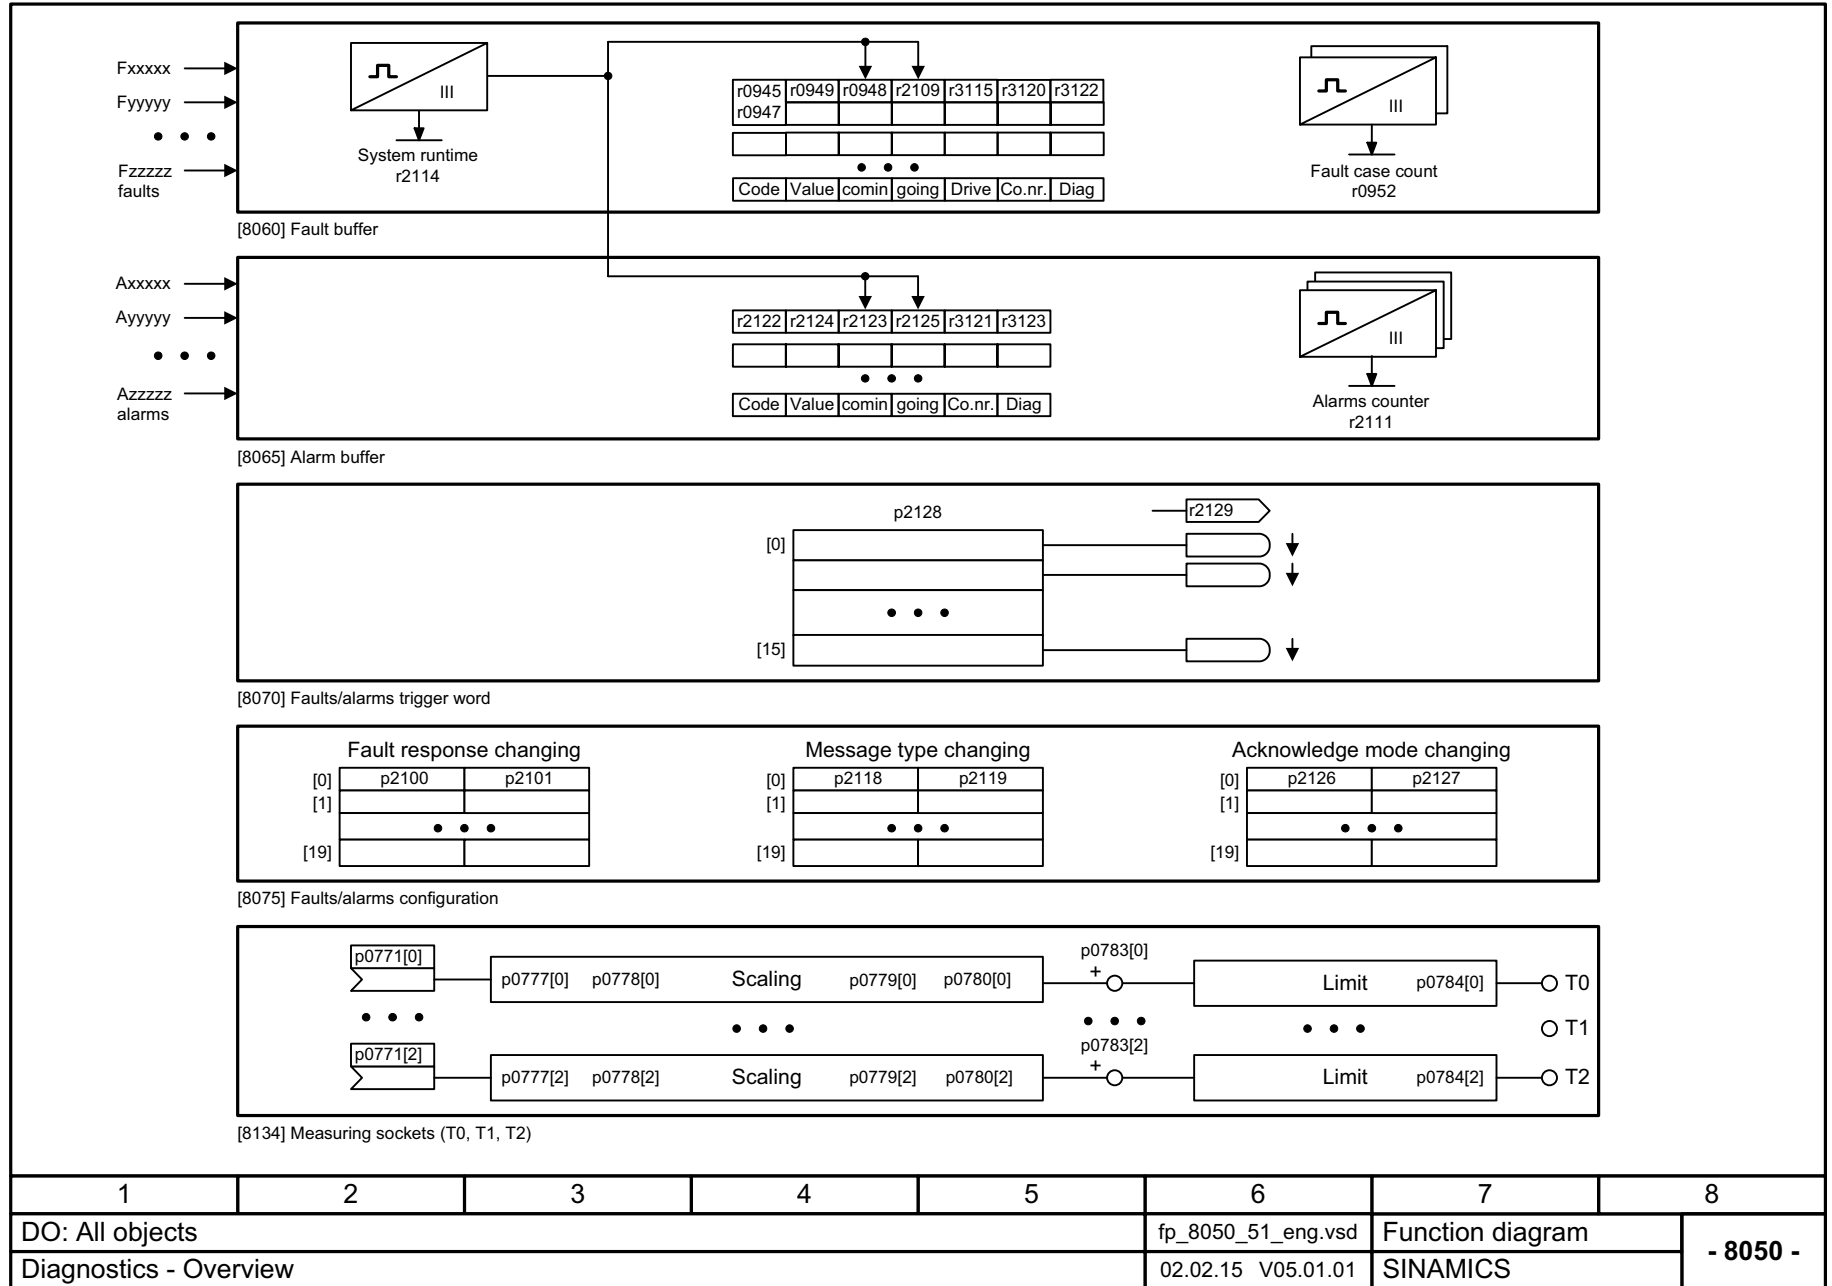 Fxxxxx
Fyyyyy
Fzzzzz
faults
III
System runtime
r2114
r0945 r0949 r0948 r2109 r3115 r3120 r3122
r0947
Code Value comin going Drive Co.nr. Diag
III
Fault case count
r0952
[8060] Fault buffer
Axxxxx
Ayyyyy
Azzzzz
alarms
r2122 r2124 r2123 r2125 r3121 r3123
Code Value comin going Co.nr. Diag
III
Alarms counter
r2111
[8065] Alarm buffer
p2128
r2129
[0]
[15]
[8070] Faults/alarms trigger word
Fault response changing
[0] p2100 p2101
[1]
[19]
Message type changing
[0] p2118 p2119
[1]
[19]
Acknowledge mode changing
[0] p2126 p2127
[1]
[19]
[8075] Faults/alarms configuration
p0771[0]
p0777[0] p0778[0] Scaling p0779[0] p0780[0]
p0783[0]
+
Limit p0784[0]
T0
T1
p0771[2]
p0777[2] p0778[2] Scaling p0779[2] p0780[2]
p0783[2]
+
Limit p0784[2]
T2
[8134] Measuring sockets (T0, T1, T2)
1 2 3 4 5 6 7 8
DO: All objects
fp_8050_51_eng.vsd
Function diagram
- 8050 -
Diagnostics - Overview
02.02.15 V05.01.01
SINAMICS